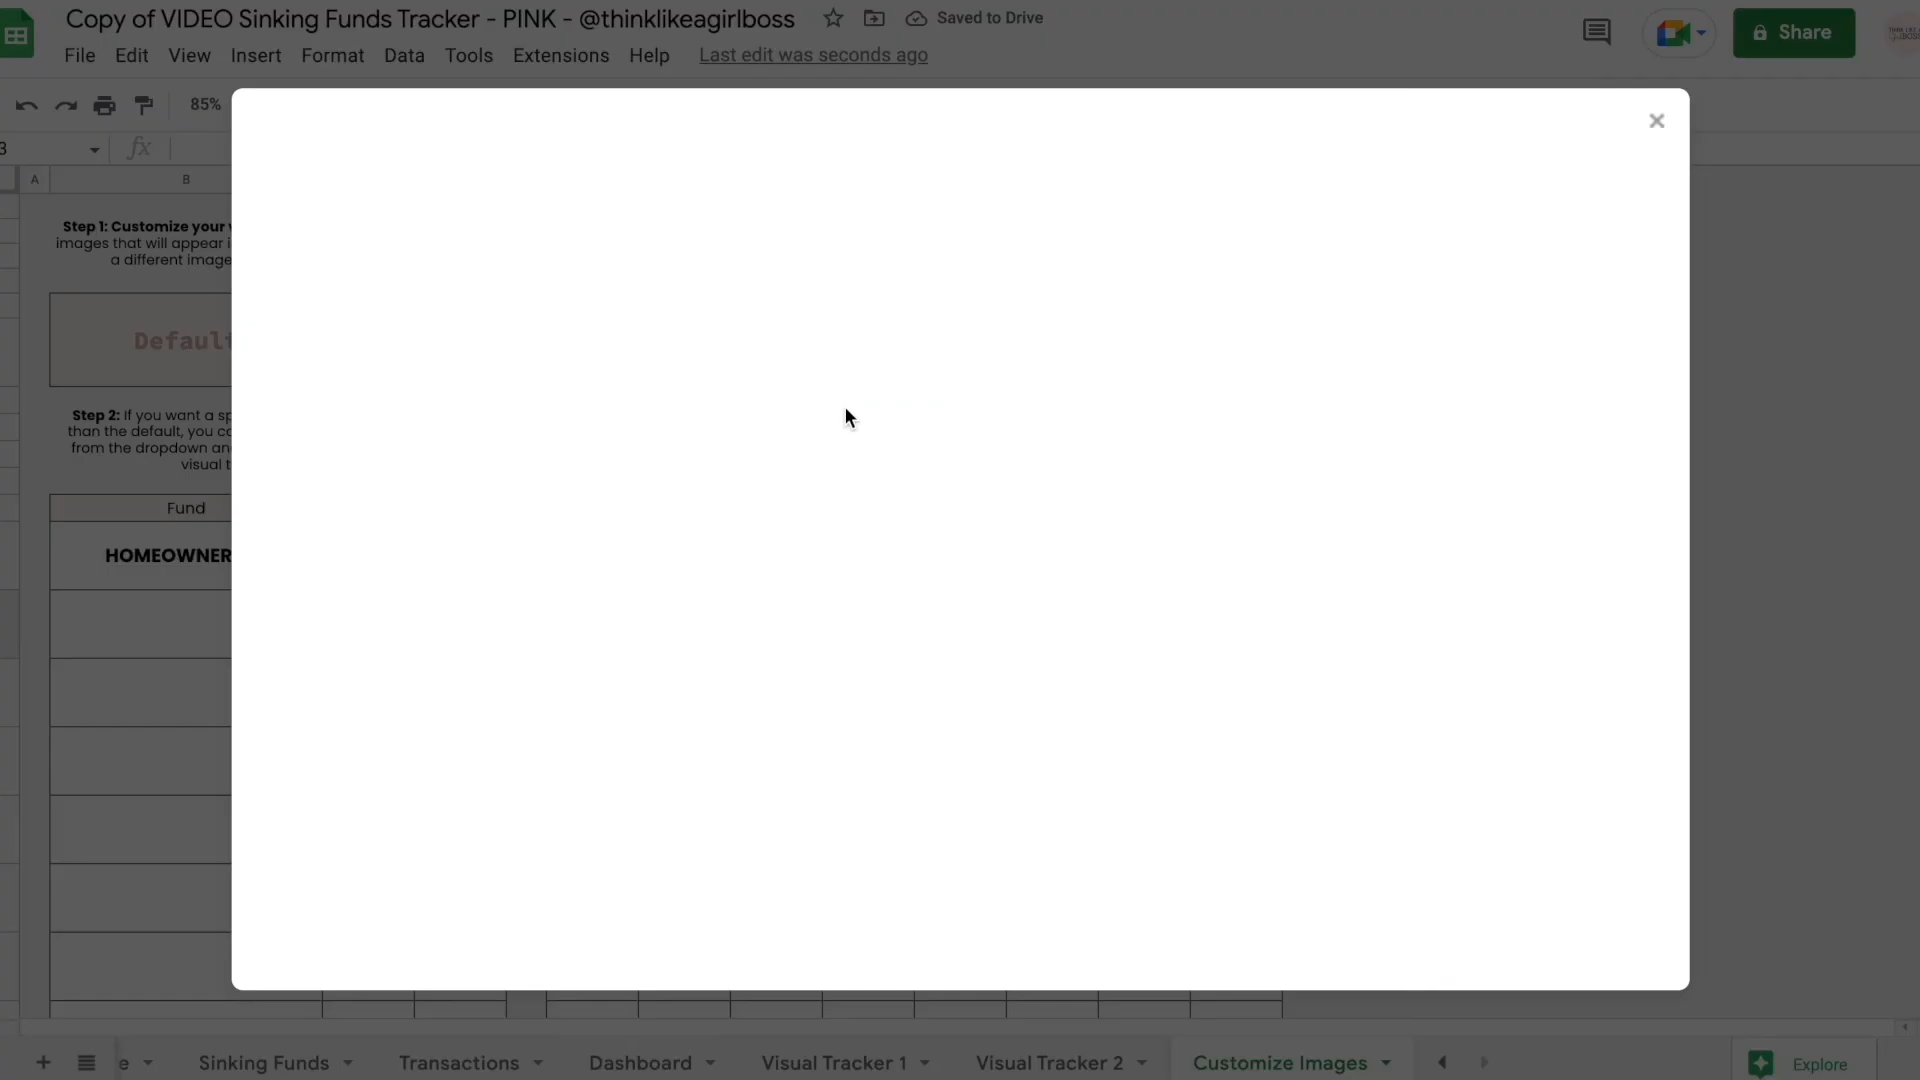 Copy of VIDEO Sinking Funds Tracker - PINK - @thinklikeagirlboss
Saved to Drive
File Edit View Insert Format Data Tools Extensions Help Last edit was seconds ago
Share
85%
3
fx
A B
Step 1: Customize your
images that will appear
a different image
Default
Step 2: If you want a
than the default, you
from the dropdown
visual
Fund
HOMEOWNER
e Sinking Funds Transactions Dashboard Visual Tracker 1 Visual Tracker 2 Customize Images
Explore